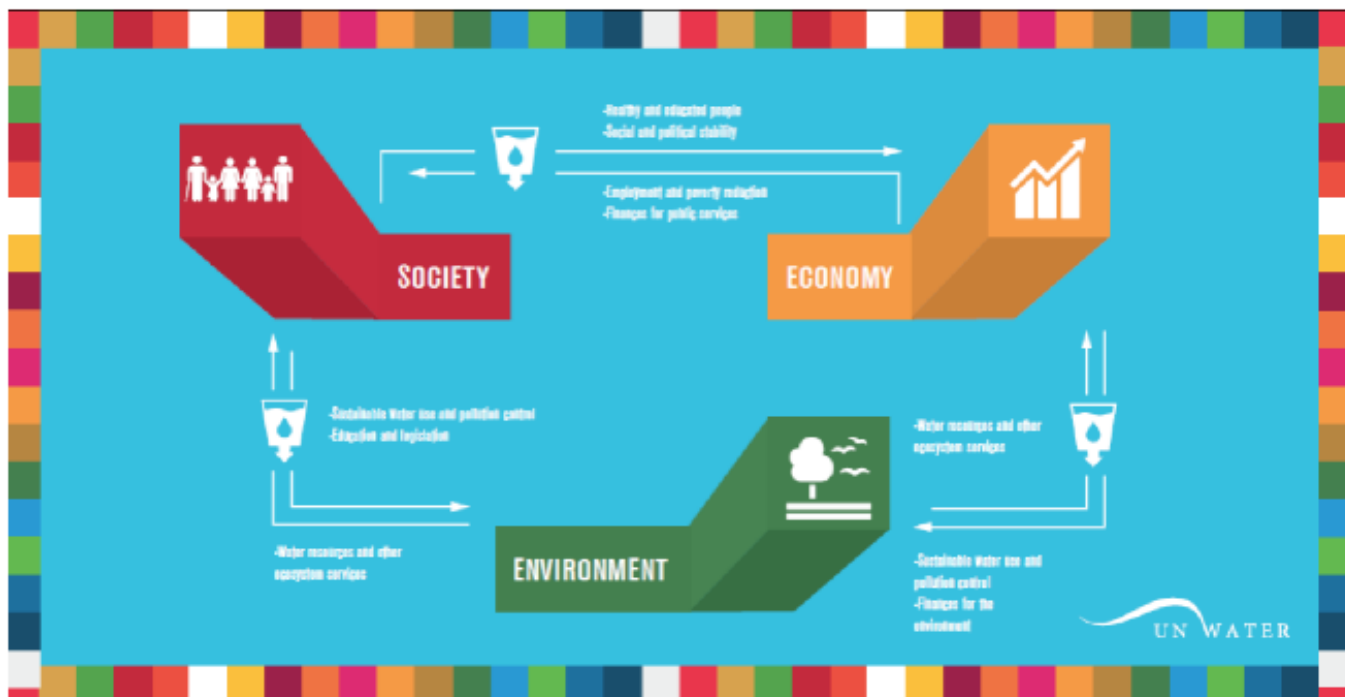 -Healthy and educated people
-Social and political stability
-Employment and poverty reduction
-Finances for public services
SOCIETY
ECONOMY
-Sustainable water use and pollution control
-Education and legislation
-Water resources and other
ecosystem services
-Water resources and other
ecosystem services
ENVIRONMENT
-Sustainable water use and
pollution control
-Finances for the
environment
UN WATER